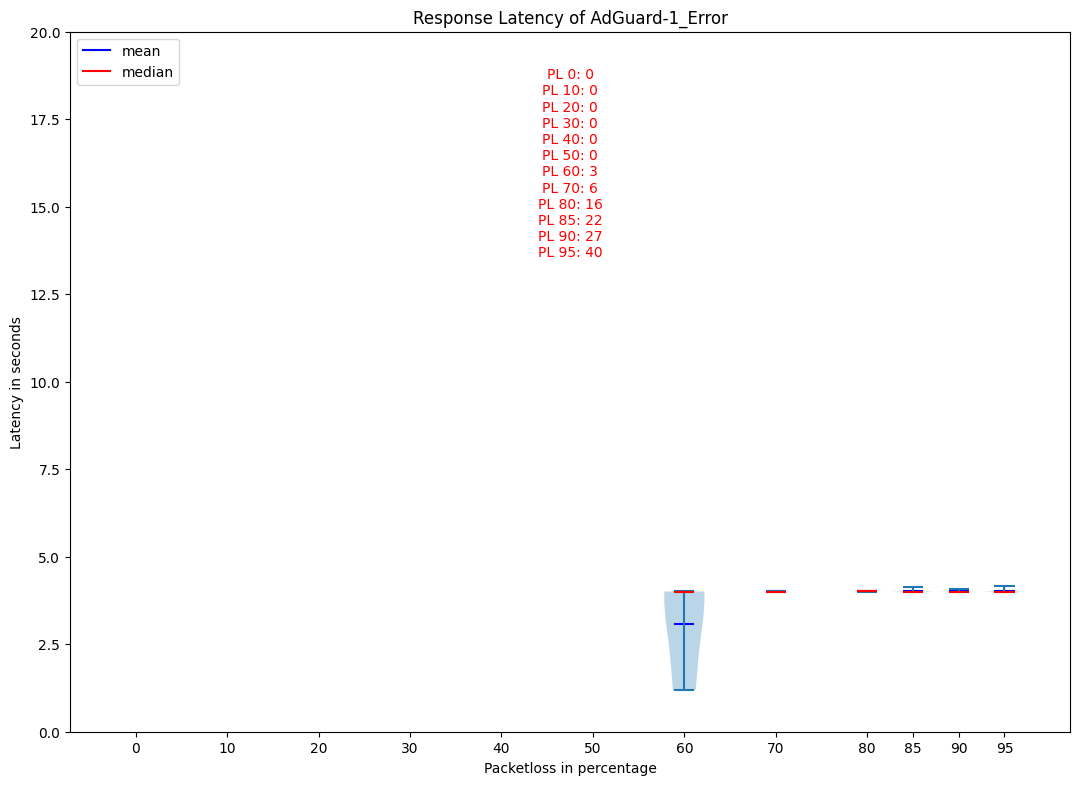 Response Latency of AdGuard-1_Error
mean
median
PL 0: 0
PL 10: 0
PL 20: 0
PL 30: 0
PL 40: 0
PL 50: 0
PL 60: 3
PL 70: 6
PL 80: 16
PL 85: 22
PL 90: 27
PL 95: 40
Latency in seconds
20.0
17.5
15.0
12.5
10.0
7.5
5.0
2.5
0.0
0 10 20 30 40 50 60 70 80 85 90 95
Packetloss in percentage